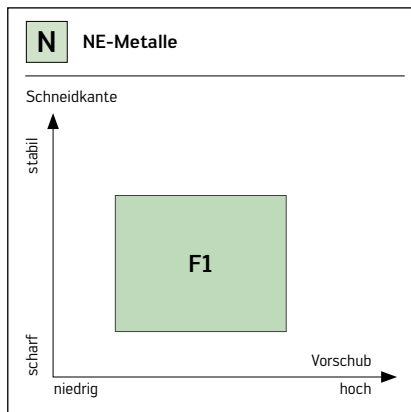 N NE-Metalle
Schneidkante
stabil
F1
scharf
Vorschub
niedrig hoch